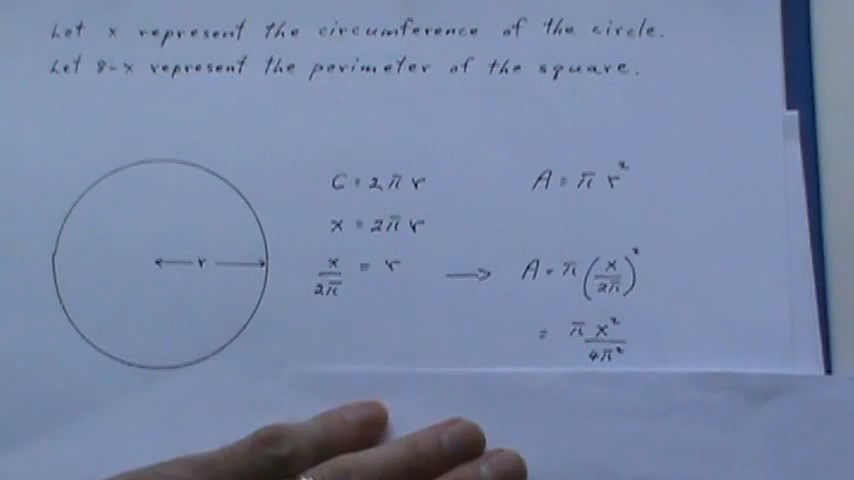 Let x represent the circumference of the circle.
Let 8-x represent the perimeter of the square.
C = 2π r
A = π r²
x = 2π r
x/2π = r → A = π(x/2π)²
← r →
= π x²/4π²